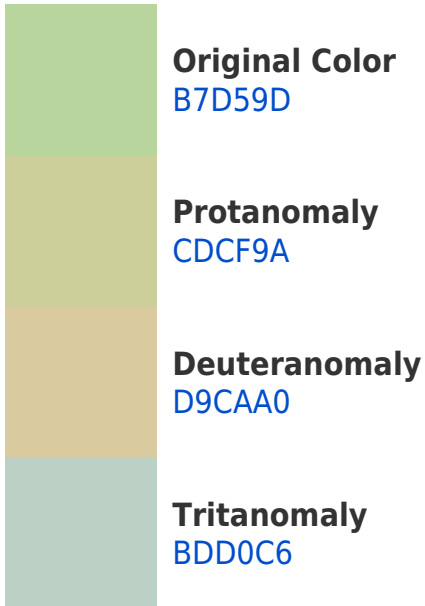 Original Color
B7D59D
Protanomaly
CDCF9A
Deuteranomaly
D9CAA0
Tritanomaly
BDD0C6